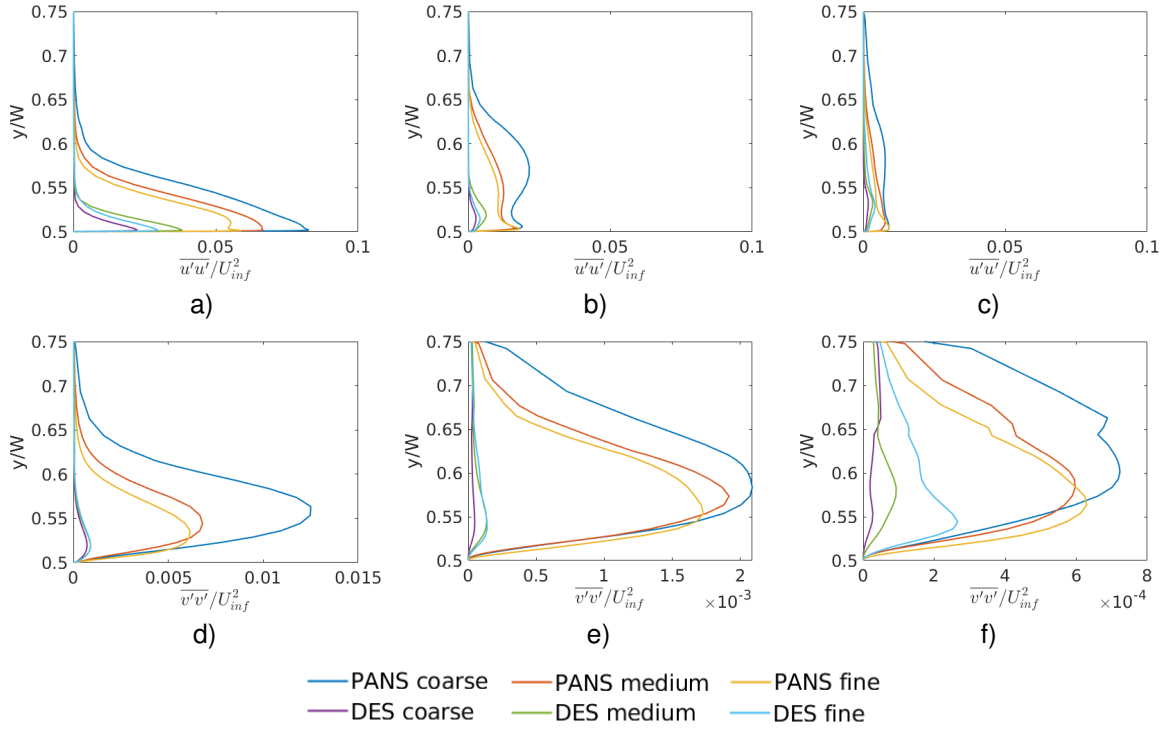 0.75 0.75 0.75
0.7 0.7 0.7
0.65 0.65 0.65
y/W y/W y/W
0.6 0.6 0.6
0.55 0.55 0.55
0.5 0.5 0.5
0 0.05 0.1 0 0.05 0.1 0 0.05 0.1
u'u'/U²inf u'u'/U²inf u'u'/U²inf
a) b) c)
0.75 0.75 0.75
0.7 0.7 0.7
0.65 0.65 0.65
y/W y/W y/W
0.6 0.6 0.6
0.55 0.55 0.55
0.5 0.5 0.5
0 0.005 0.01 0.015 0 0.5 1 1.5 2 0 2 4 6 8
v'v'/U²inf v'v'/U²inf ×10⁻³ v'v'/U²inf ×10⁻⁴
d) e) f)
PANS coarse PANS medium PANS fine
DES coarse DES medium DES fine